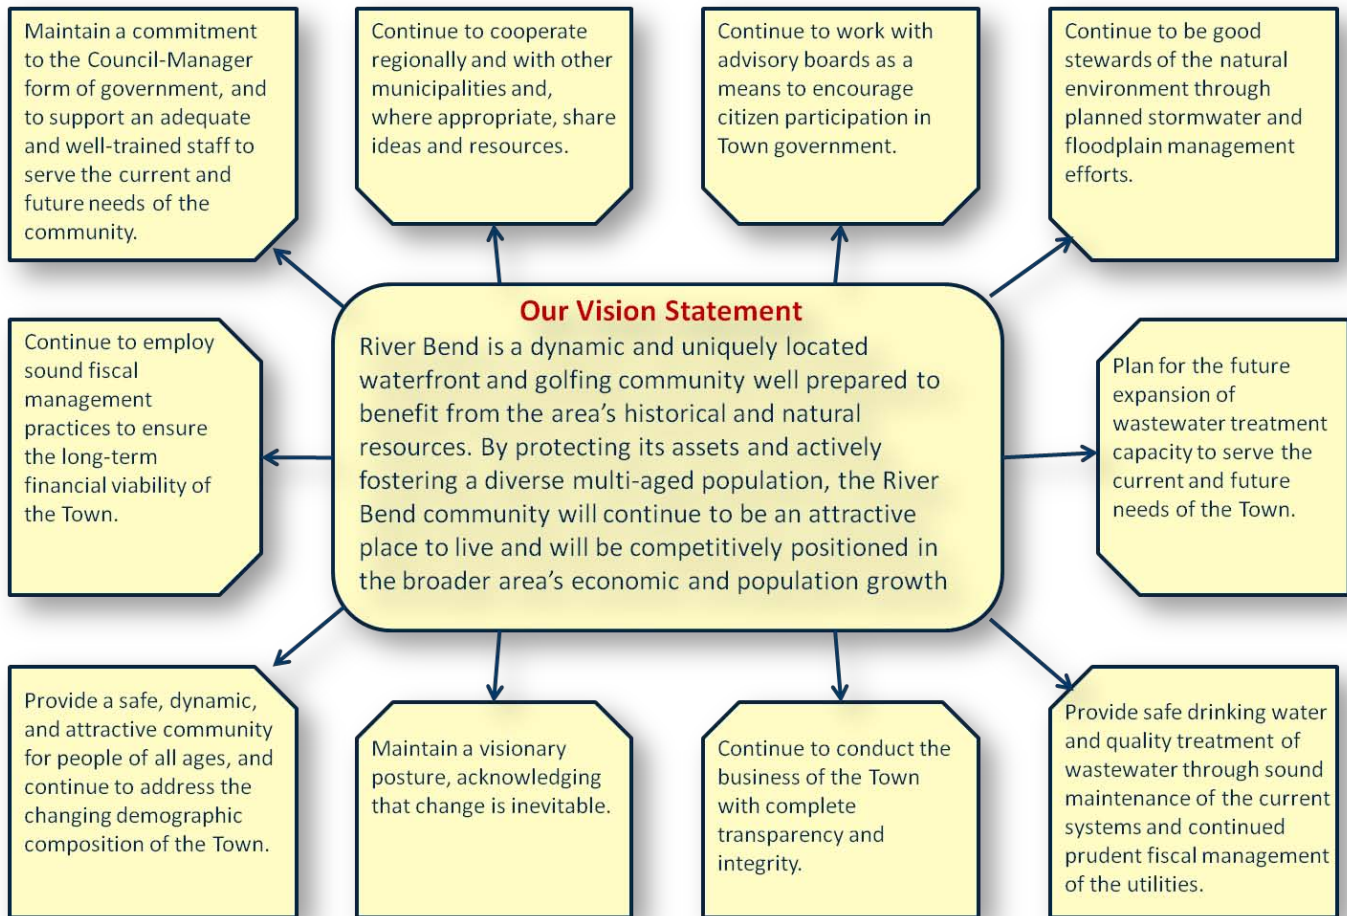 Maintain a commitment
to the Council-Manager
form of government, and
to support an adequate
and well-trained staff to
serve the current and
future needs of the
community.
Continue to cooperate
regionally and with other
municipalities and,
where appropriate, share
ideas and resources.
Continue to work with
advisory boards as a
means to encourage
citizen participation in
Town government.
Continue to be good
stewards of the natural
environment through
planned stormwater and
floodplain management
efforts.
Continue to employ
sound fiscal
management
practices to ensure
the long-term
financial viability of
the Town.
Our Vision Statement
River Bend is a dynamic and uniquely located
waterfront and golfing community well prepared to
benefit from the area’s historical and natural
resources. By protecting its assets and actively
fostering a diverse multi-aged population, the River
Bend community will continue to be an attractive
place to live and will be competitively positioned in
the broader area’s economic and population growth
Plan for the future
expansion of
wastewater treatment
capacity to serve the
current and future
needs of the Town.
Provide a safe, dynamic,
and attractive community
for people of all ages, and
continue to address the
changing demographic
composition of the Town.
Maintain a visionary
posture, acknowledging
that change is inevitable.
Continue to conduct the
business of the Town
with complete
transparency and
integrity.
Provide safe drinking water
and quality treatment of
wastewater through sound
maintenance of the current
systems and continued
prudent fiscal management
of the utilities.